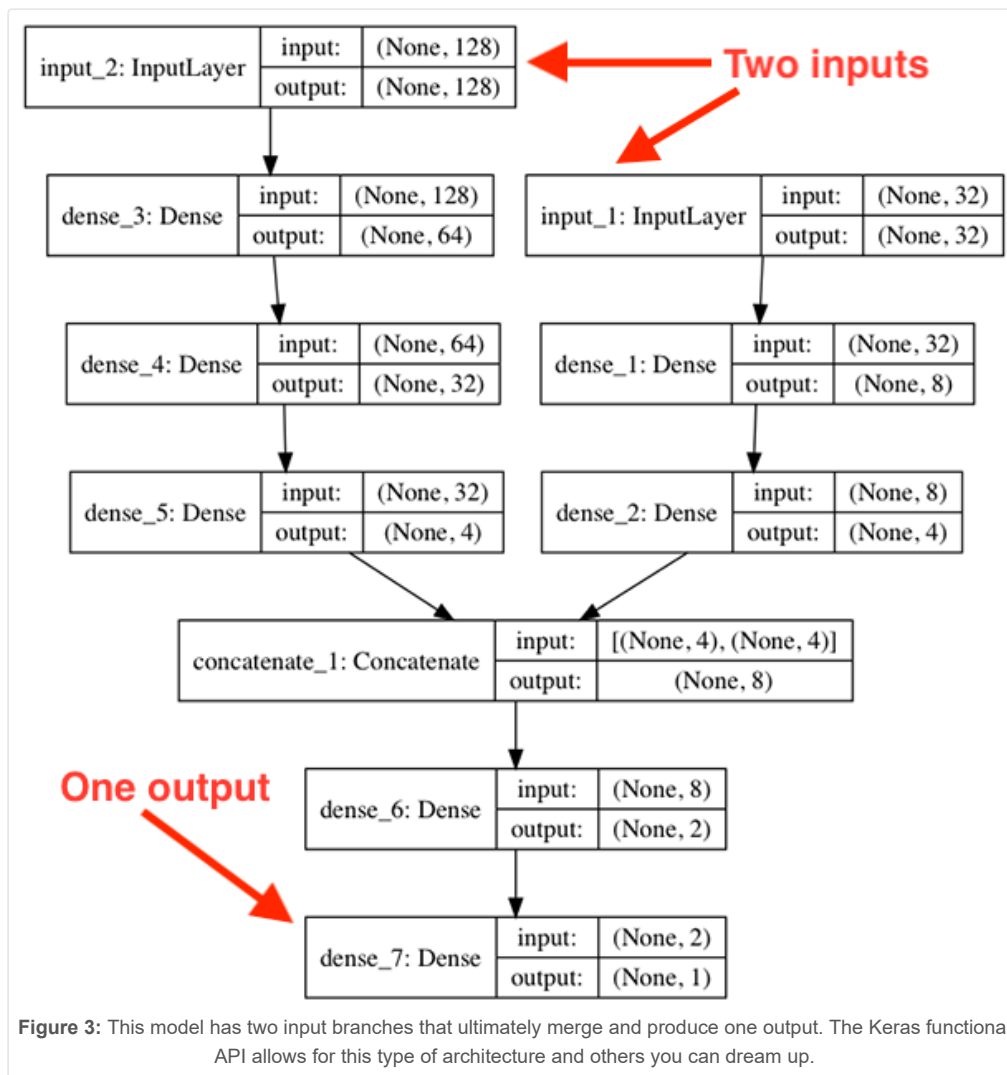 input_2: InputLayer
input: (None, 128)
output: (None, 128)
Two inputs
dense_3: Dense
input: (None, 128)
output: (None, 64)
input_1: InputLayer
input: (None, 32)
output: (None, 32)
dense_4: Dense
input: (None, 64)
output: (None, 32)
dense_1: Dense
input: (None, 32)
output: (None, 8)
dense_5: Dense
input: (None, 32)
output: (None, 4)
dense_2: Dense
input: (None, 8)
output: (None, 4)
concatenate_1: Concatenate
input: [(None, 4), (None, 4)]
output: (None, 8)
One output
dense_6: Dense
input: (None, 8)
output: (None, 2)
dense_7: Dense
input: (None, 2)
output: (None, 1)
Figure 3: This model has two input branches that ultimately merge and produce one output. The Keras functiona
API allows for this type of architecture and others you can dream up.